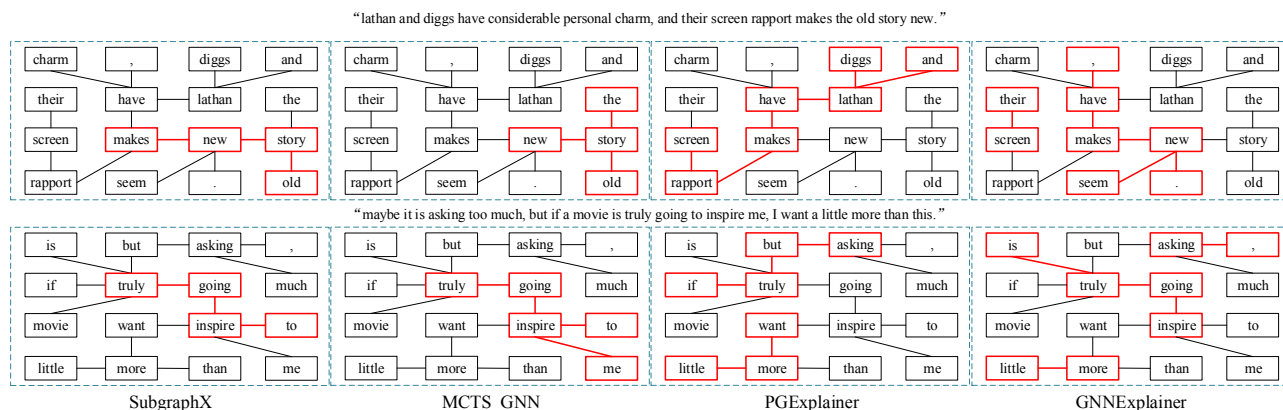 “lathan and diggs have considerable personal charm, and their screen rapport makes the old story new.”
charm , diggs and charm , diggs and charm , diggs and charm , diggs and
their have lathan the their have lathan the their have lathan the their have lathan the
screen makes new story screen makes new story screen makes new story screen makes new story
rapport seem . old rapport seem . old rapport seem . old rapport seem . old
“maybe it is asking too much, but if a movie is truly going to inspire me, I want a little more than this.”
is but asking , is but asking , is but asking , is but asking ,
if truly going much if truly going much if truly going much if truly going much
movie want inspire to movie want inspire to movie want inspire to movie want inspire to
little more than me little more than me little more than me little more than me
SubgraphX MCTS_GNN PGExplainer GNNExplainer